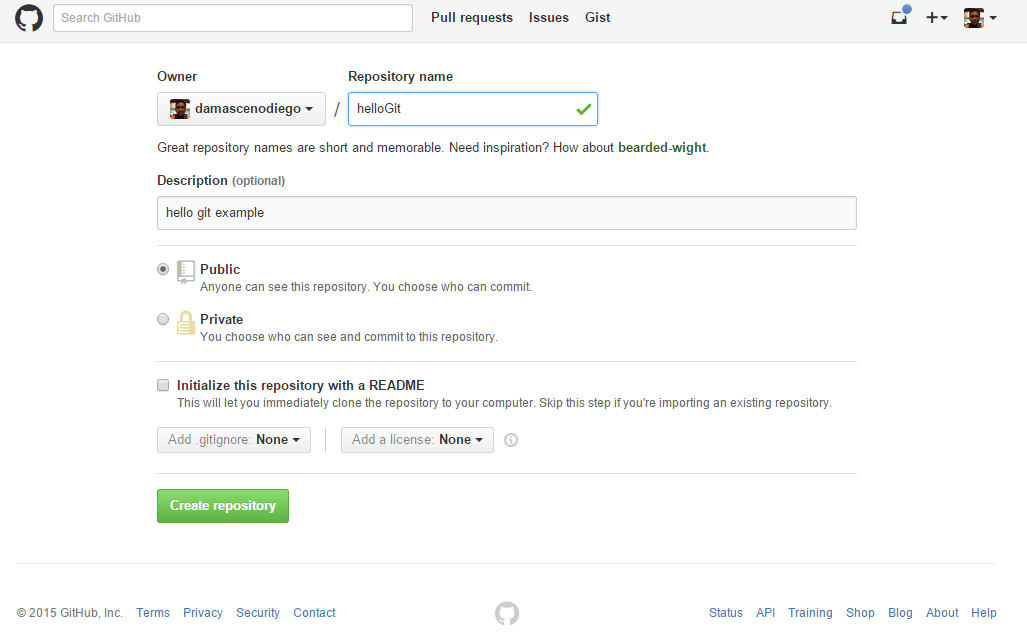 Search GitHub Pull requests Issues Gist
Owner Repository name
damascenodiego / helloGit
Great repository names are short and memorable. Need inspiration? How about bearded-wight.
Description (optional)
hello git example
Public
Anyone can see this repository. You choose who can commit.
Private
You choose who can see and commit to this repository.
Initialize this repository with a README
This will let you immediately clone the repository to your computer. Skip this step if you're importing an existing repository.
Add .gitignore: None Add a license: None
Create repository
© 2015 GitHub, Inc. Terms Privacy Security Contact Status API Training Shop Blog About Help